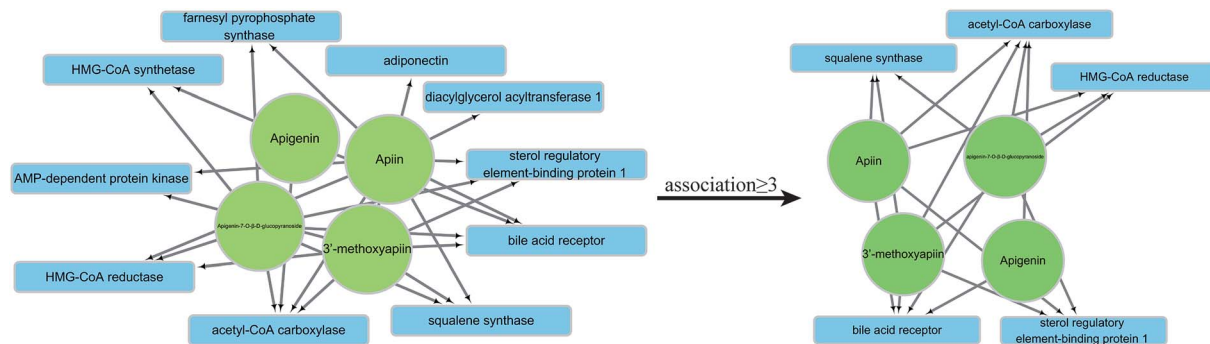 farnesyl pyrophosphate
synthase
HMG-CoA synthetase
adiponectin
diacylglycerol acyltransferase 1
Apigenin
Apiin
AMP-dependent protein kinase
sterol regulatory
element-binding protein 1
Apigenin-7-O-β-D-glucopyranoside
3'-methoxyapiin
bile acid receptor
HMG-CoA reductase
acetyl-CoA carboxylase
squalene synthase
association≥3
acetyl-CoA carboxylase
squalene synthase
HMG-CoA reductase
Apiin
apigenin-7-O-β-D-glucopyranoside
3'-methoxyapiin
Apigenin
bile acid receptor
sterol regulatory
element-binding protein 1